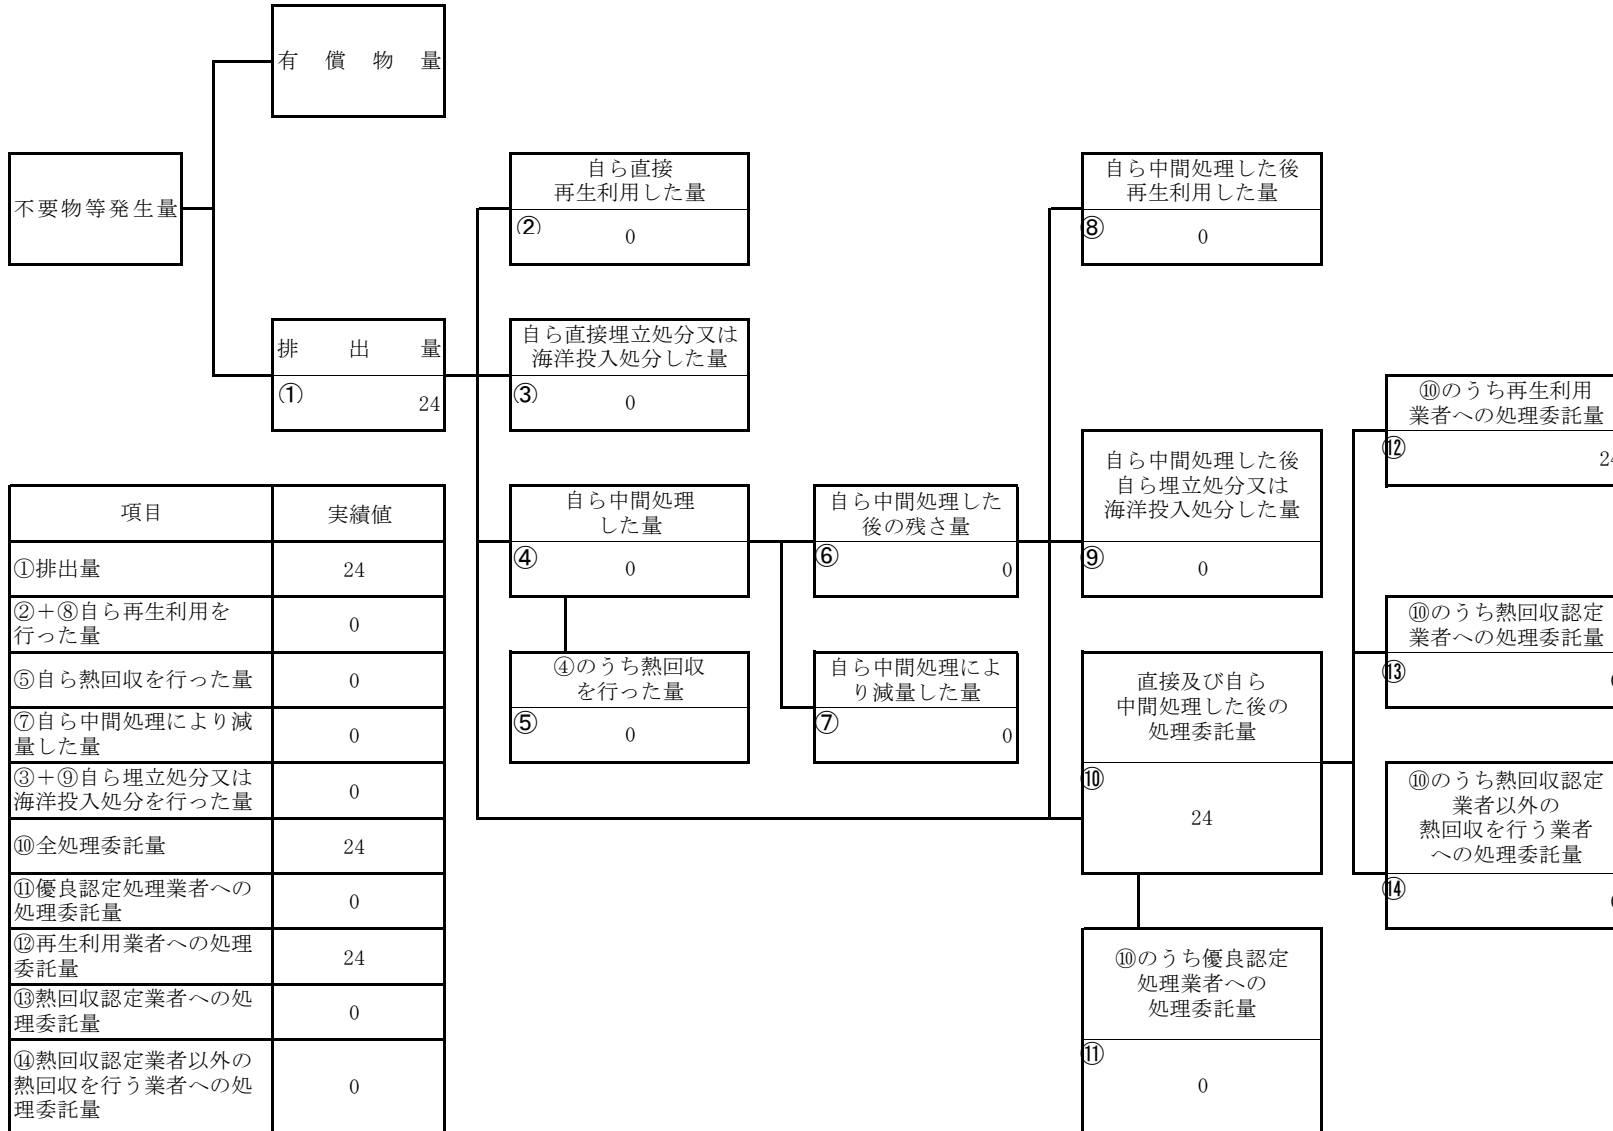 有償物量
不要物等発生量
排出量
①
24
自ら直接
再生利用した量
②
0
自ら直接埋立処分又は
海洋投入処分した量
③
0
自ら中間処理
した量
④
0
④のうち熱回収
を行った量
⑤
0
自ら中間処理した
後の残さ量
⑥
0
自ら中間処理によ
り減量した量
⑦
0
自ら中間処理した後
再生利用した量
⑧
0
自ら中間処理した後
自ら埋立処分又は
海洋投入処分した量
⑨
0
直接及び自ら
中間処理した後の
処理委託量
⑩
24
⑩のうち優良認定
処理業者への
処理委託量
⑪
0
⑩のうち再生利用
業者への処理委託量
⑫
24
⑩のうち熱回収認定
業者への処理委託量
⑬
⑩のうち熱回収認定
業者以外の
熱回収を行う業者
への処理委託量
⑭
項目 実績値
①排出量 24
②+⑧自ら再生利用を
行った量 0
⑤自ら熱回収を行った量 0
⑦自ら中間処理により減
量した量 0
③+⑨自ら埋立処分又は
海洋投入処分を行った量 0
⑩全処理委託量 24
⑪優良認定処理業者への
処理委託量 0
⑫再生利用業者への処理
委託量 24
⑬熱回収認定業者への処
理委託量 0
⑭熱回収認定業者以外の
熱回収を行う業者への処
理委託量 0